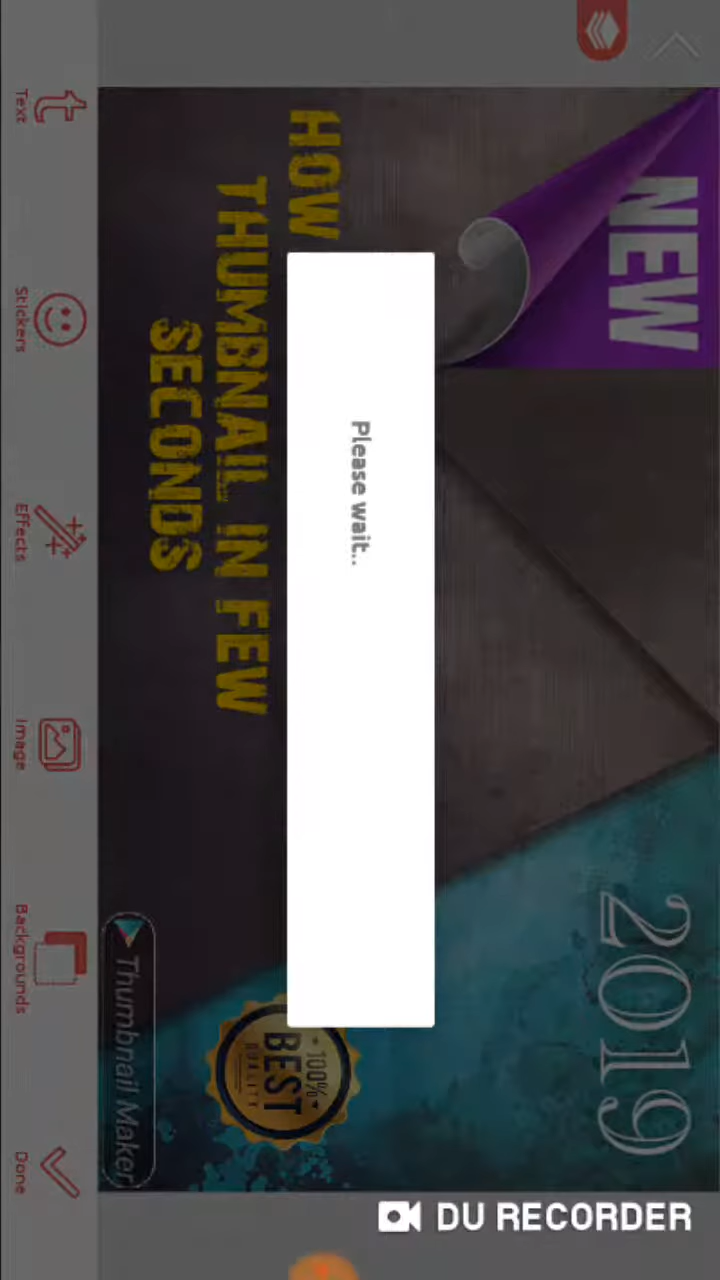 NEW
2019
HOW
THUMBNAIL IN FEW
SECONDS
Please wait..
100%
BEST
QUALITY
Thumbnail Maker
Text
Stickers
Effects
Image
Backgrounds
Done
DU RECORDER